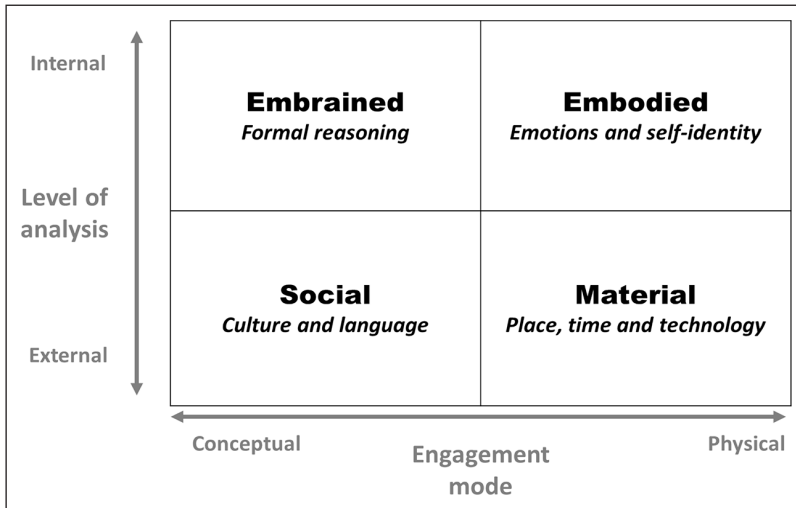 Internal
Embrained
Formal reasoning
Embodied
Emotions and self-identity
Level of
analysis
Social
Culture and language
Material
Place, time and technology
External
Conceptual
Engagement
mode
Physical